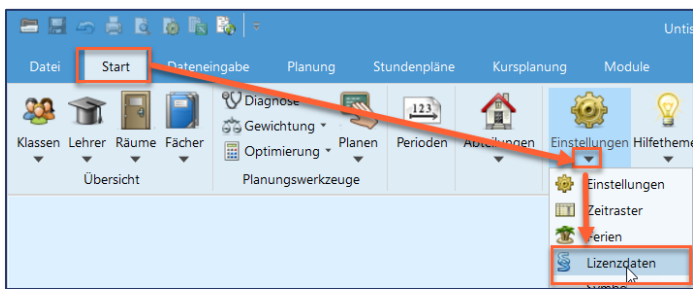 Untis
Datei Start Dateneingabe Planung Stundenpläne Kursplanung Module
Klassen Lehrer Räume Fächer Diagnose Gewichtung Optimierung Planen 123 Perioden Abteilungen Einstellungen Hilfetheme
Übersicht Planungswerkzeuge
Einstellungen
Zeitraster
Ferien
Lizenzdaten